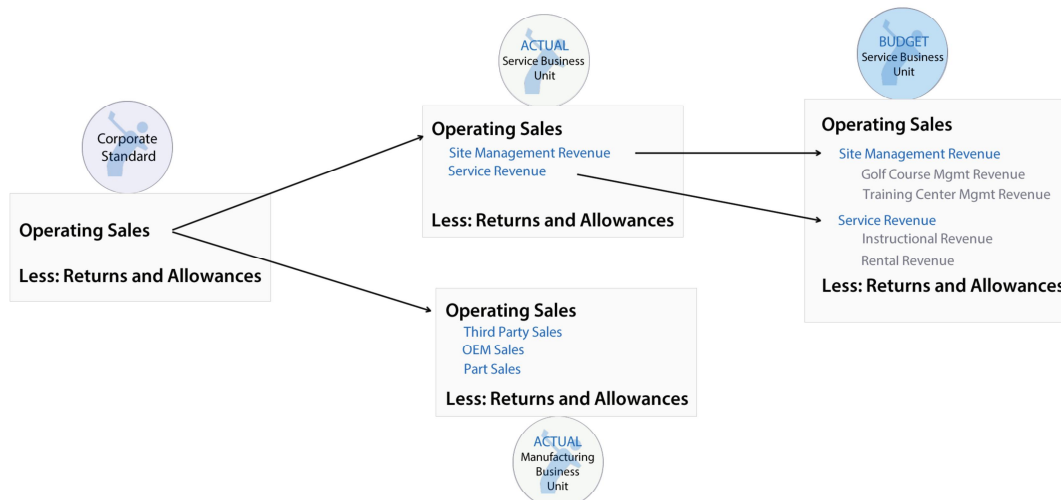 Corporate
Standard
Operating Sales
Less: Returns and Allowances
ACTUAL
Service Business
Unit
Operating Sales
Site Management Revenue
Service Revenue
Less: Returns and Allowances
BUDGET
Service Business
Unit
Operating Sales
Site Management Revenue
Golf Course Mgmt Revenue
Training Center Mgmt Revenue
Service Revenue
Instructional Revenue
Rental Revenue
Less: Returns and Allowances
Operating Sales
Third Party Sales
OEM Sales
Part Sales
Less: Returns and Allowances
ACTUAL
Manufacturing
Business
Unit